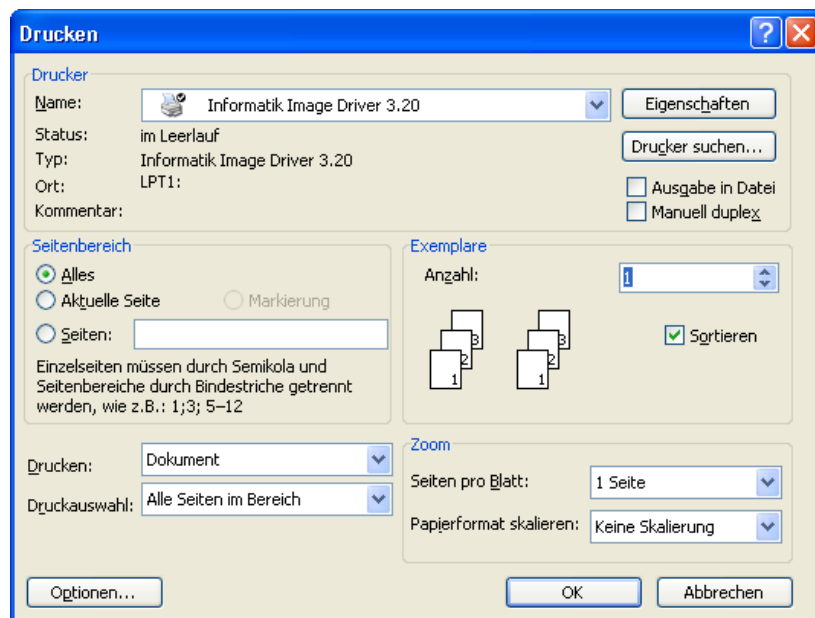 Drucken
Drucker
Name: Informatik Image Driver 3.20 Eigenschaften
Status: im Leerlauf
Drucker suchen...
Typ: Informatik Image Driver 3.20
Ort: LPT1:
Ausgabe in Datei
Kommentar:
Manuell duplex
Seitenbereich
Alles
Aktuelle Seite Markierung
Seiten:
Einzelseiten müssen durch Semikola und
Seitenbereiche durch Bindestriche getrennt
werden, wie z.B.: 1;3; 5–12
Exemplare
Anzahl: 1
3 3
2 2
1 1
Sortieren
Drucken: Dokument
Druckauswahl: Alle Seiten im Bereich
Zoom
Seiten pro Blatt: 1 Seite
Papierformat skalieren: Keine Skalierung
Optionen... OK Abbrechen